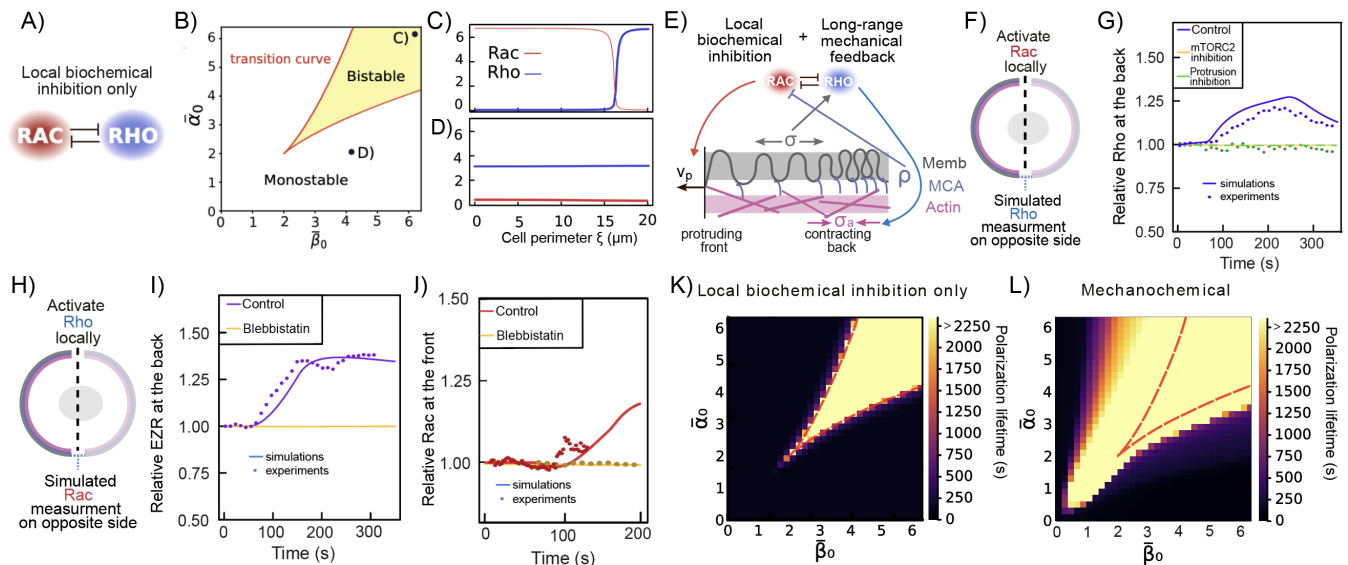 A)
Local biochemical
inhibition only
RAC
RHO
B)
ᾱ₀
6
5
4
3
2
1
0
transition curve
C)
Bistable
D)
Monostable
0 1 2 3 4 5 6
β̄₀
C)
6
4
2
0
Rac
Rho
D)
6
4
2
0
0 5 10 15 20
Cell perimeter ξ (μm)
E)
Local
biochemical
inhibition
+
Long-range
mechanical
feedback
RAC
RHO
σ
Memb
ρ
MCA
Actin
vp
σa
protruding
front
contracting
back
F)
Activate
Rac
locally
Simulated
Rho
measurment
on opposite side
G)
Relative Rho at the back
1.50
1.25
1.00
0.75
0.50
Control
mTORC2
inhibition
Protrusion
inhibition
simulations
experiments
0 100 200 300
Time (s)
H)
Activate
Rho
locally
Simulated
Rac
measurment
on opposite side
I)
Relative EZR at the back
1.50
1.25
1.00
0.75
0.50
Control
Blebbistatin
simulations
experiments
0 100 200 300
Time (s)
J)
Relative Rac at the front
1.50
1.25
1.00
Control
Blebbistatin
simulations
experiments
0 100 200
Time (s)
K)
Local biochemical inhibition only
ᾱ₀
6
5
4
3
2
1
0
0 1 2 3 4 5 6
β̄₀
>2250
2000
1750
1500
1250
1000
750
500
250
0
Polarization lifetime (s)
L)
Mechanochemical
ᾱ₀
6
5
4
3
2
1
0
0 1 2 3 4 5 6
β̄₀
>2250
2000
1750
1500
1250
1000
750
500
250
0
Polarization lifetime (s)